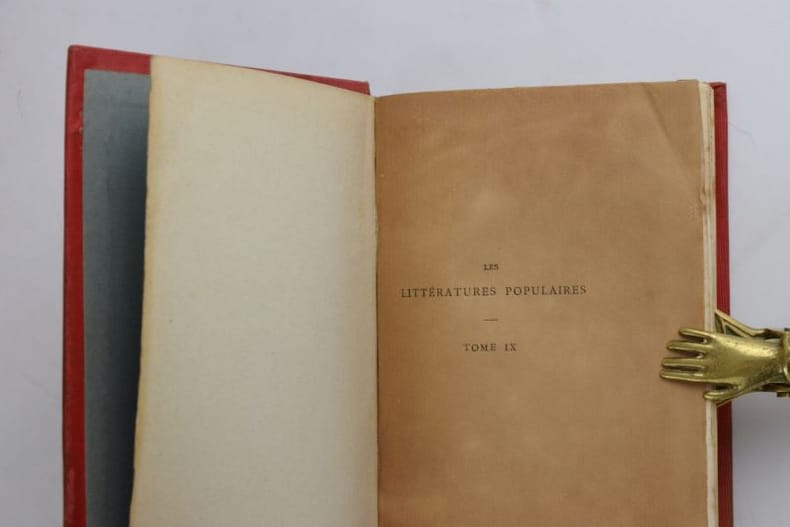 LES
LITTÉRATURES POPULAIRES
TOME IX